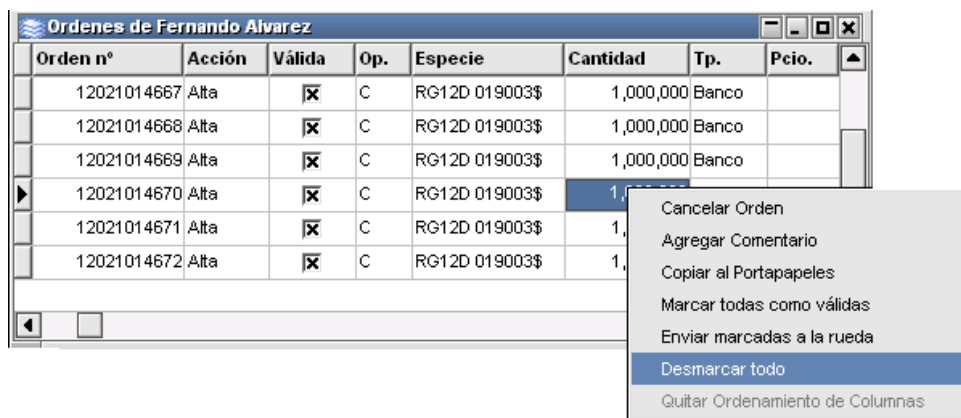 Ordenes de Fernando Alvarez
Orden nº Acción Válida Op. Especie Cantidad Tp. Pcio.
12021014667 Alta C RG12D 019003$ 1,000,000 Banco
12021014668 Alta C RG12D 019003$ 1,000,000 Banco
12021014669 Alta C RG12D 019003$ 1,000,000 Banco
12021014670 Alta C RG12D 019003$
12021014671 Alta C RG12D 019003$ 1,
12021014672 Alta C RG12D 019003$ 1,
Cancelar Orden
Agregar Comentario
Copiar al Portapapeles
Marcar todas como válidas
Enviar marcadas a la rueda
Desmarcar todo
Quitar Ordenamiento de Columnas